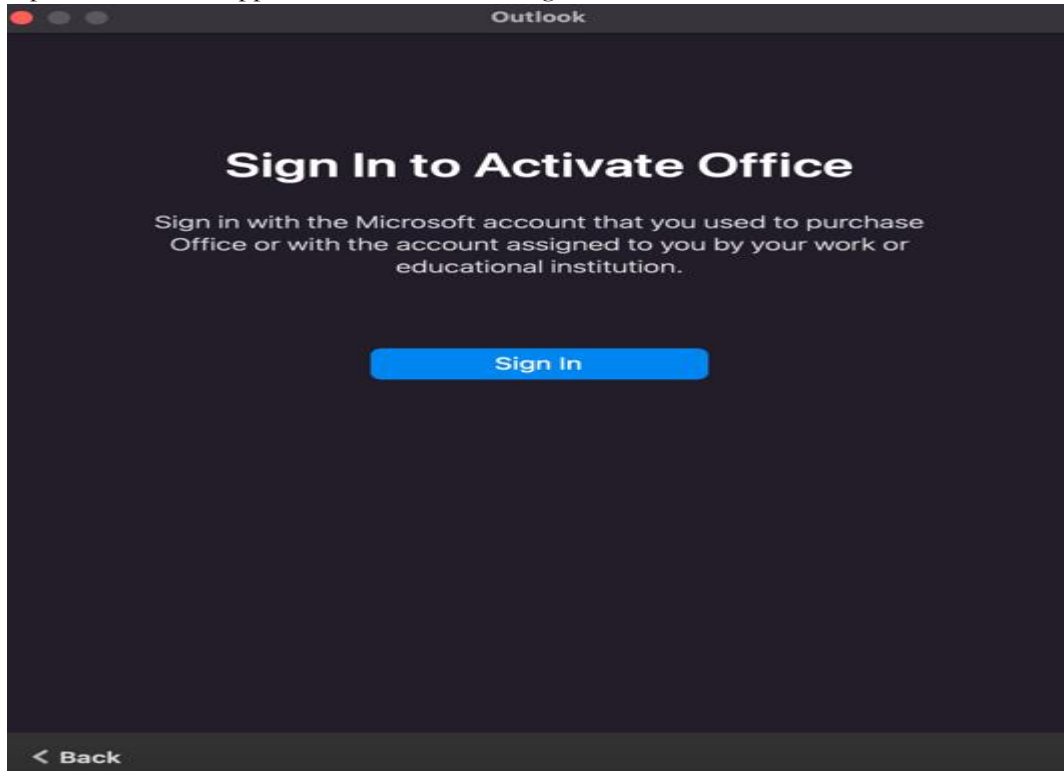 Outlook
Sign In to Activate Office
Sign in with the Microsoft account that you used to purchase
Office or with the account assigned to you by your work or
educational institution.
Sign In
< Back